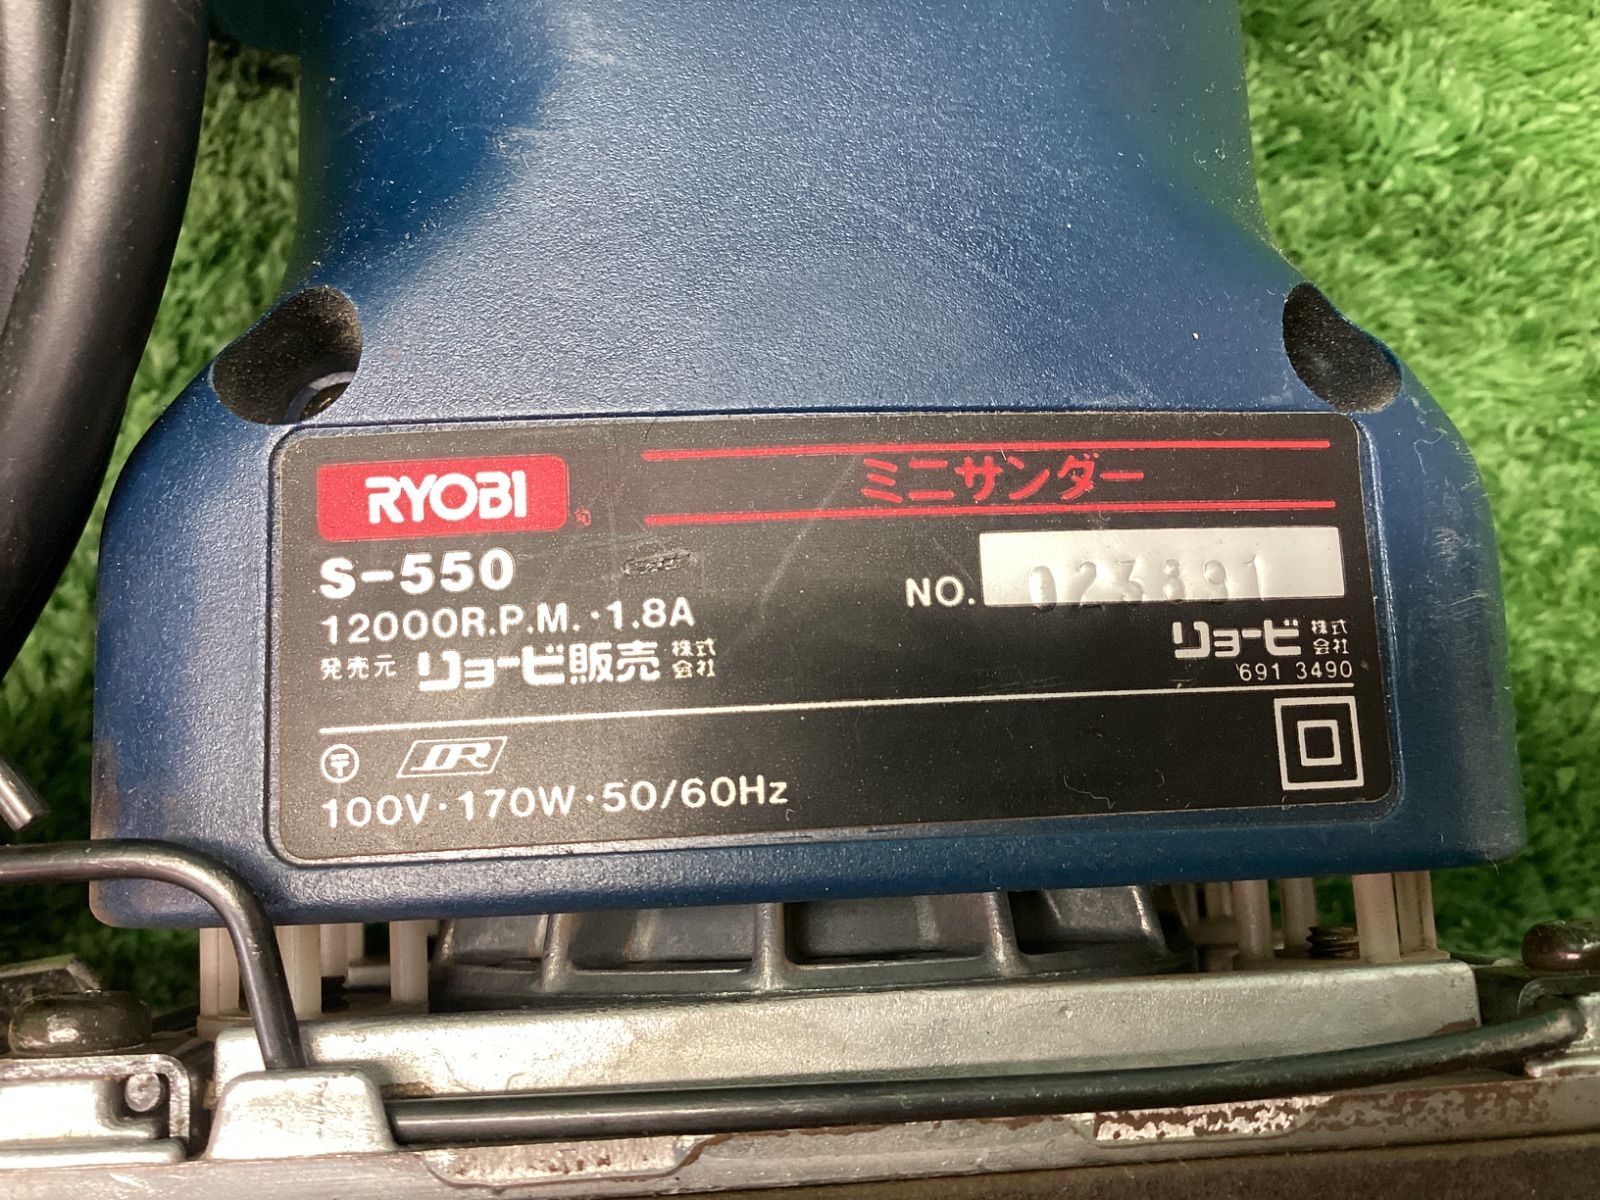 RYOBI
ミニサンダー
S-550
NO. 023891
12000R.P.M.・1.8A
発売元 リョービ販売株式会社
リョービ株式会社
691 3490
〒 JR
100V・170W・50/60Hz